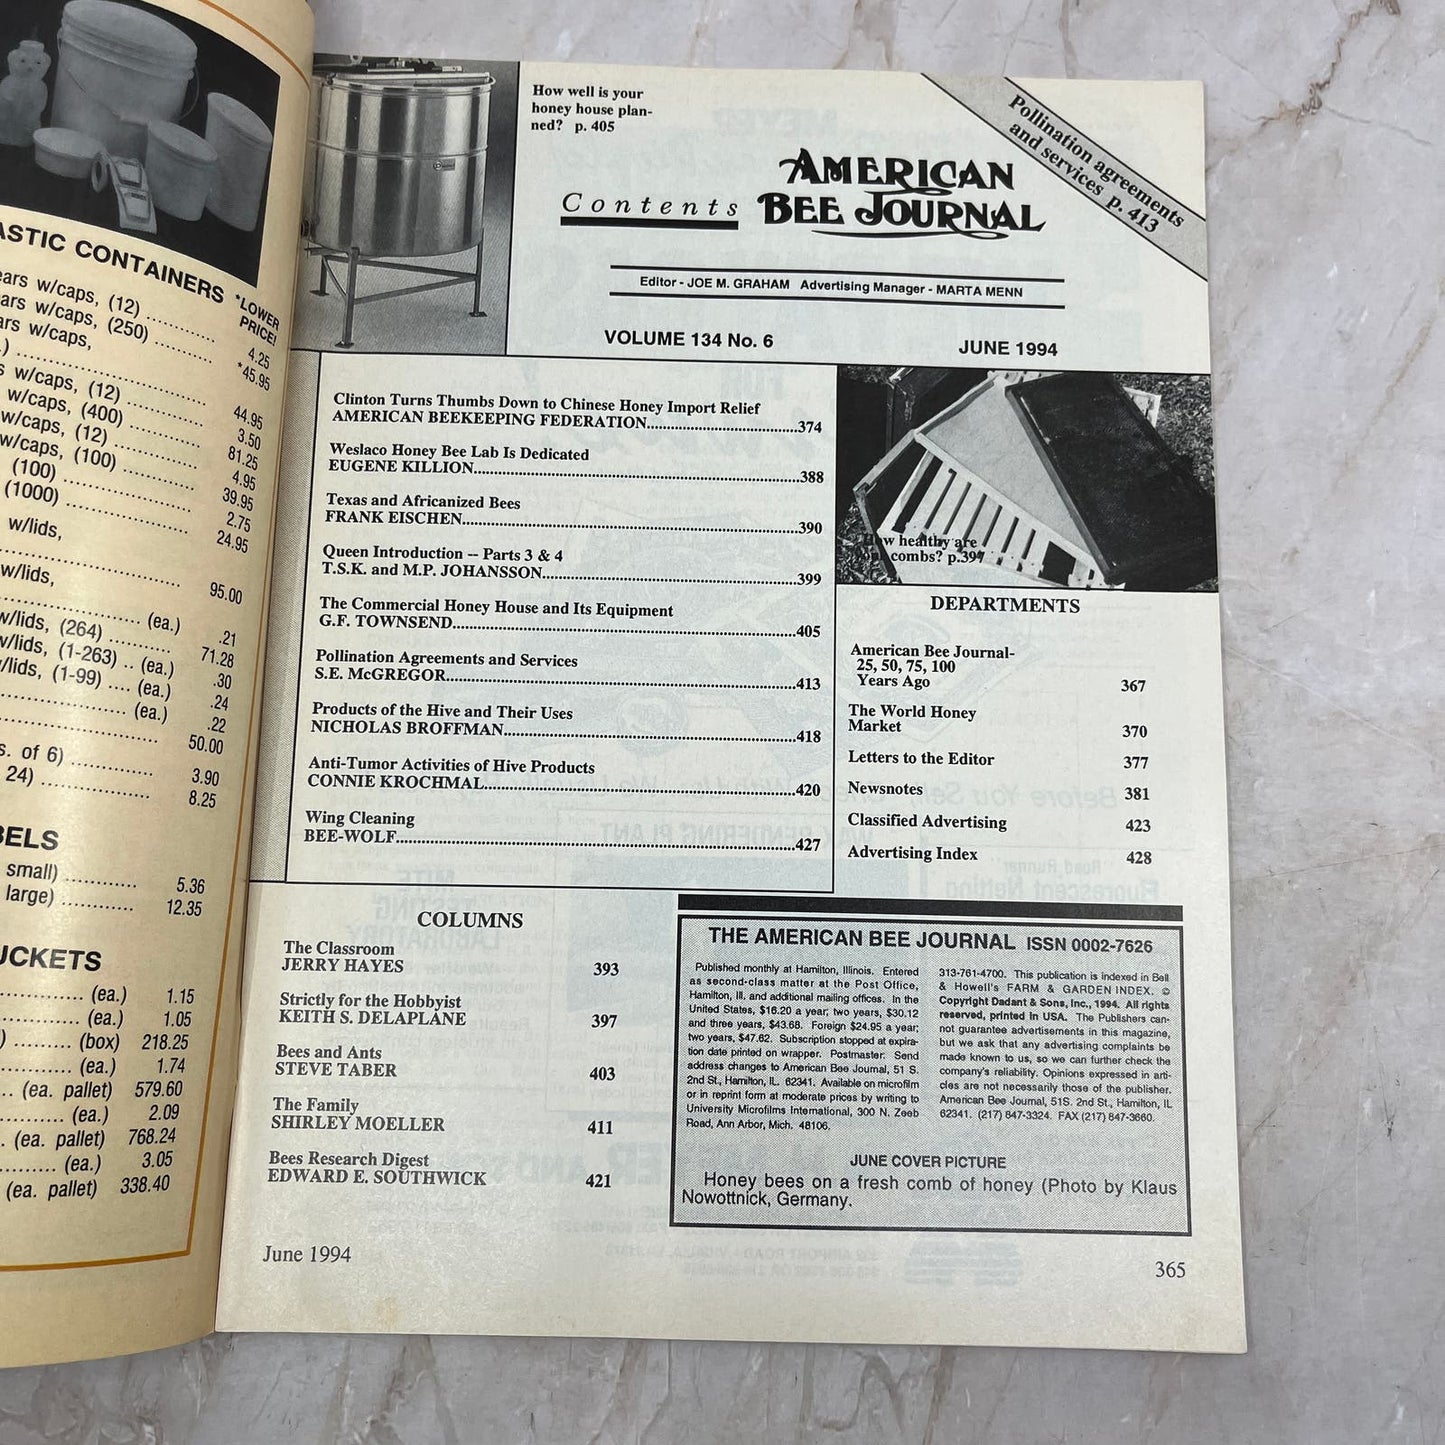 ASTIC CONTAINERS
*LOWER
PRICE!
ears w/caps, (12) 4.25
ars w/caps, (250) *45.95
ars w/caps,
44.95
s w/caps, (12) 3.50
w/caps, (400) 81.25
w/caps, (12) 4.95
w/caps, (100) 39.95
(100) 2.75
(1000) 24.95
w/lids,
95.00
w/lids,
(ea.) .21
w/lids, (264) 71.28
w/lids, (1-263) .. (ea.) .30
w/lids, (1-99) .... (ea.) .24
(ea.) .22
50.00
s. of 6) 3.90
24) 8.25
BELS
small) 5.36
large) 12.35
UCKETS
(ea.) 1.15
(ea.) 1.05
) ......... (box) 218.25
(ea.) 1.74
... (ea. pallet) 579.60
(ea.) 2.09
. (ea. pallet) 768.24
(ea.) 3.05
(ea. pallet) 338.40
How well is your
honey house plan-
ned? p. 405
Contents
AMERICAN
BEE JOURNAL
Pollination agreements
and services p. 413
Editor - JOE M. GRAHAM Advertising Manager - MARTA MENN
VOLUME 134 No. 6 JUNE 1994
Clinton Turns Thumbs Down to Chinese Honey Import Relief
AMERICAN BEEKEEPING FEDERATION 374
Weslaco Honey Bee Lab Is Dedicated
EUGENE KILLION 388
Texas and Africanized Bees
FRANK EISCHEN 390
Queen Introduction -- Parts 3 & 4
T.S.K. and M.P. JOHANSSON 399
The Commercial Honey House and Its Equipment
G.F. TOWNSEND 405
Pollination Agreements and Services
S.E. McGREGOR 413
Products of the Hive and Their Uses
NICHOLAS BROFFMAN 418
Anti-Tumor Activities of Hive Products
CONNIE KROCHMAL 420
Wing Cleaning
BEE-WOLF 427
How healthy are
your combs? p.397
DEPARTMENTS
American Bee Journal-
25, 50, 75, 100
Years Ago 367
The World Honey
Market 370
Letters to the Editor 377
Newsnotes 381
Classified Advertising 423
Advertising Index 428
COLUMNS
The Classroom
JERRY HAYES 393
Strictly for the Hobbyist
KEITH S. DELAPLANE 397
Bees and Ants
STEVE TABER 403
The Family
SHIRLEY MOELLER 411
Bees Research Digest
EDWARD E. SOUTHWICK 421
THE AMERICAN BEE JOURNAL ISSN 0002-7626
Published monthly at Hamilton, Illinois. Entered
as second-class matter at the Post Office,
Hamilton, Ill. and additional mailing offices. In the
United States, $16.20 a year; two years, $30.12
and three years, $43.68. Foreign $24.95 a year;
two years, $47.62. Subscription stopped at expira-
tion date printed on wrapper. Postmaster: Send
address changes to American Bee Journal, 51 S.
2nd St., Hamilton, IL. 62341. Available on microfilm
or in reprint form at moderate prices by writing to
University Microfilms International, 300 N. Zeeb
Road, Ann Arbor, Mich. 48106.
313-761-4700. This publication is indexed in Bell
& Howell's FARM & GARDEN INDEX. ©
Copyright Dadant & Sons, Inc., 1994. All rights
reserved, printed in USA. The Publishers can-
not guarantee advertisements in this magazine,
but we ask that any advertising complaints be
made known to us, so we can further check the
company's reliability. Opinions expressed in arti-
cles are not necessarily those of the publisher.
American Bee Journal, 51S. 2nd St., Hamilton, IL
62341. (217) 847-3324. FAX (217) 847-3660.
JUNE COVER PICTURE
Honey bees on a fresh comb of honey (Photo by Klaus
Nowottnick, Germany.
June 1994 365